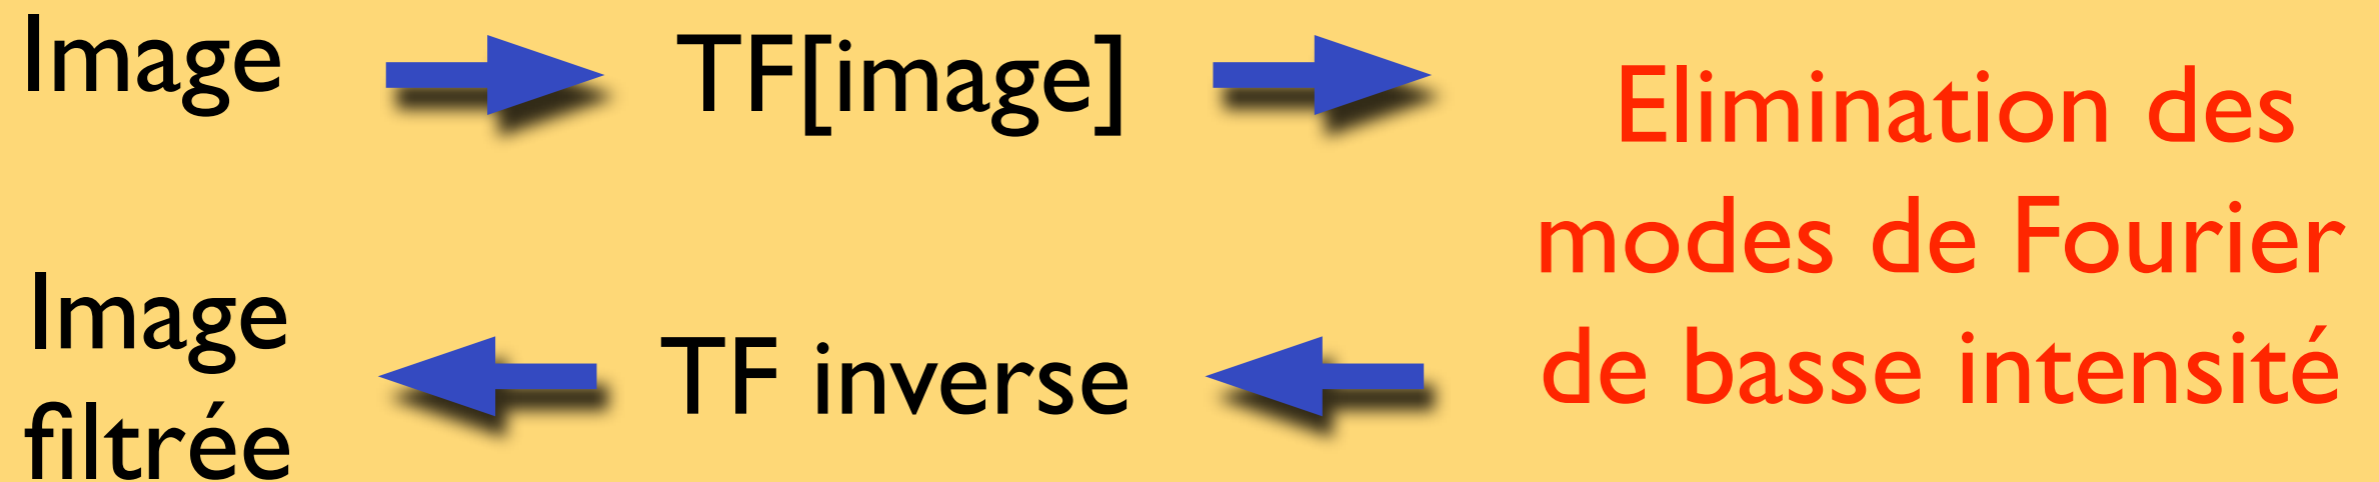 Image
TF[image]
Elimination des
modes de Fourier
de basse intensité
TF inverse
Image
filtrée